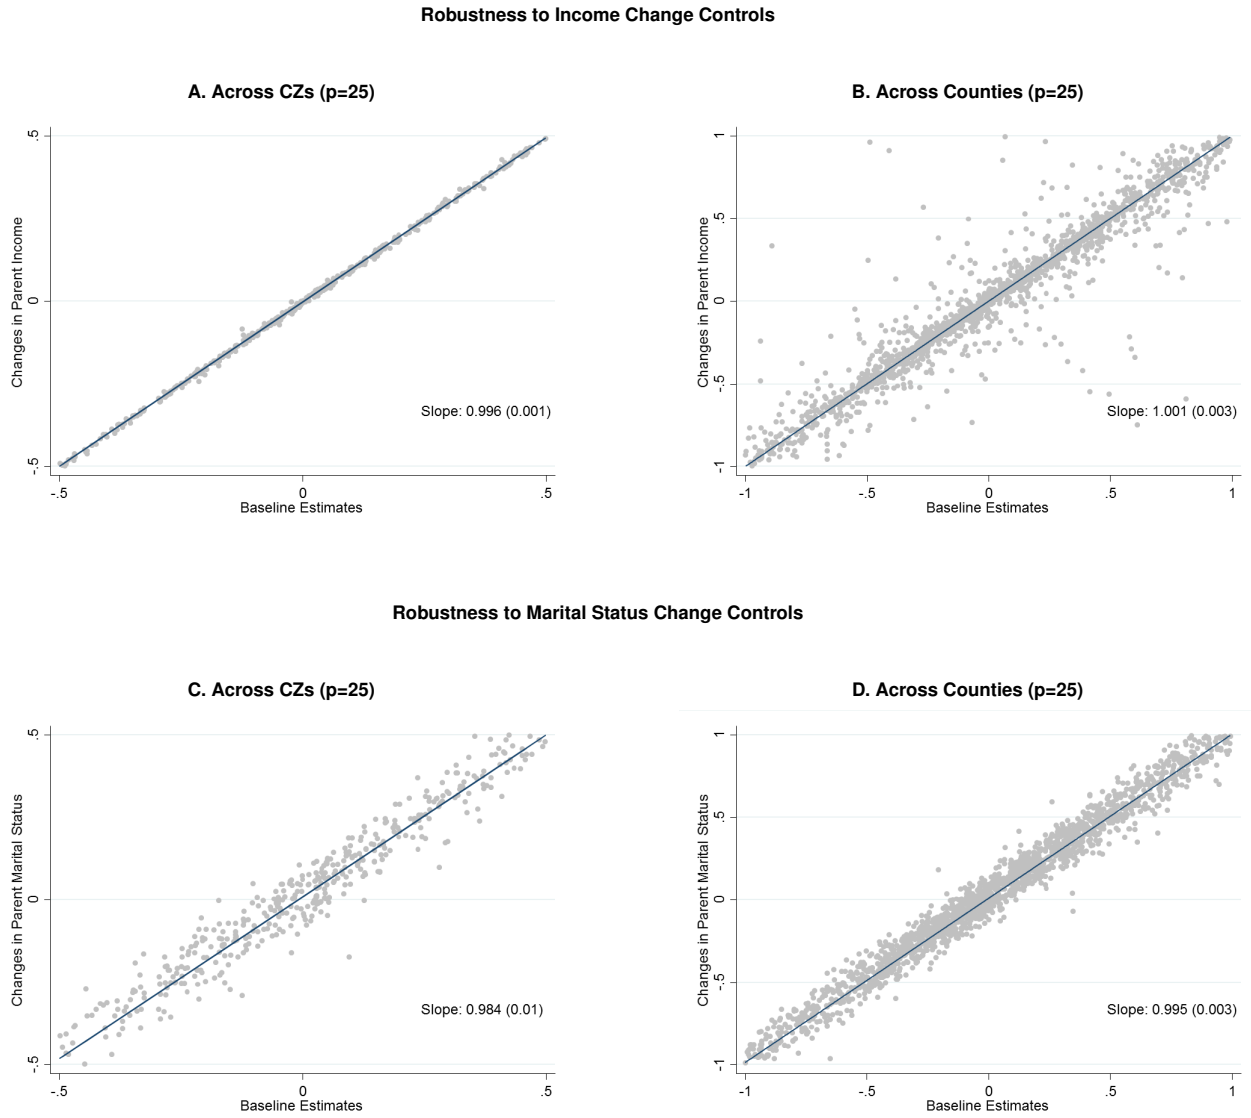 Robustness to Income Change Controls
A. Across CZs (p=25)
Changes in Parent Income
.5
0
-.5
-.5
0
.5
Baseline Estimates
Slope: 0.996 (0.001)
B. Across Counties (p=25)
Changes in Parent Income
1
.5
0
-.5
-1
-1
-.5
0
.5
1
Baseline Estimates
Slope: 1.001 (0.003)
Robustness to Marital Status Change Controls
C. Across CZs (p=25)
Changes in Parent Marital Status
.5
0
-.5
-.5
0
.5
Baseline Estimates
Slope: 0.984 (0.01)
D. Across Counties (p=25)
Changes in Parent Marital Status
1
.5
0
-.5
-1
-1
-.5
0
.5
1
Baseline Estimates
Slope: 0.995 (0.003)